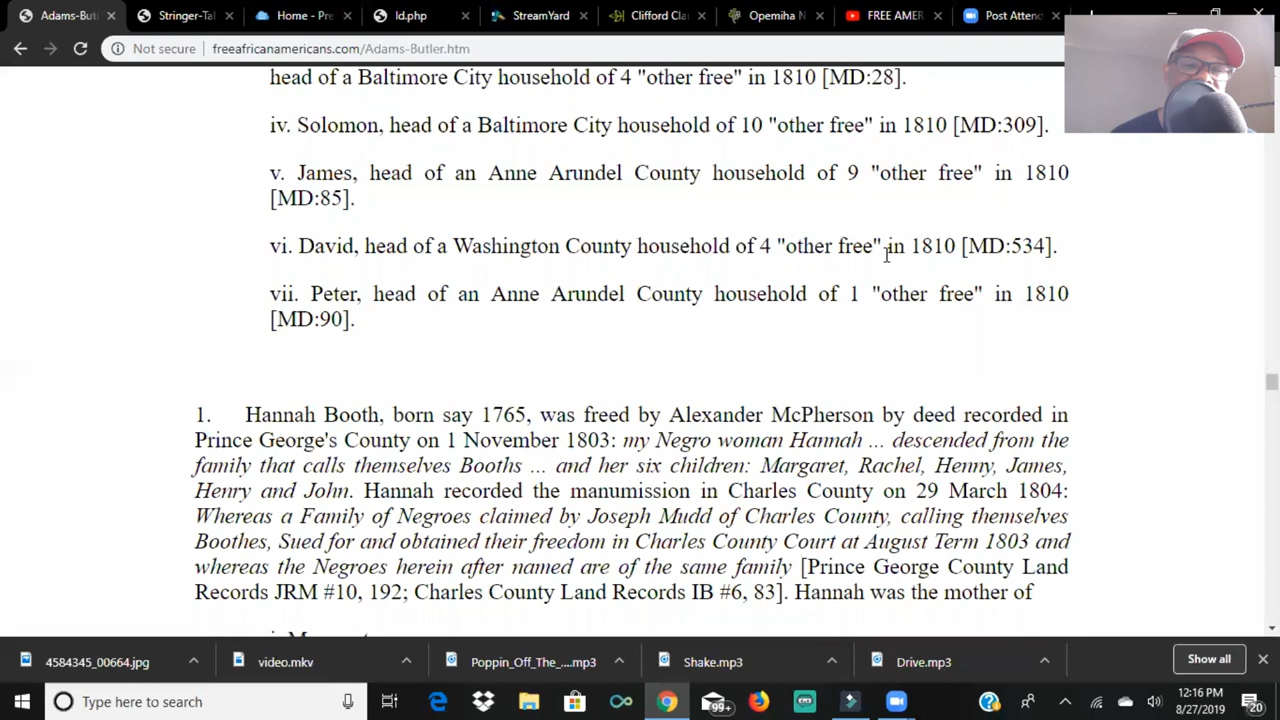 Adams-Bu
Stringer-Tal
Home - Pre
ld.php
StreamYard
Clifford Cla
Opemiha N
FREE AMER
Post Attend
Not secure
freeafricanamericans.com/Adams-Butler.htm
head of a Baltimore City household of 4 "other free" in 1810 [MD:28].
iv. Solomon, head of a Baltimore City household of 10 "other free" in 1810 [MD:309].
v. James, head of an Anne Arundel County household of 9 "other free" in 1810
[MD:85].
vi. David, head of a Washington County household of 4 "other free" in 1810 [MD:534].
vii. Peter, head of an Anne Arundel County household of 1 "other free" in 1810
[MD:90].
1. Hannah Booth, born say 1765, was freed by Alexander McPherson by deed recorded in
Prince George's County on 1 November 1803: my Negro woman Hannah ... descended from the
family that calls themselves Booths ... and her six children: Margaret, Rachel, Henny, James,
Henry and John. Hannah recorded the manumission in Charles County on 29 March 1804:
Whereas a Family of Negroes claimed by Joseph Mudd of Charles County, calling themselves
Boothes, Sued for and obtained their freedom in Charles County Court at August Term 1803 and
whereas the Negroes herein after named are of the same family [Prince George County Land
Records JRM #10, 192; Charles County Land Records IB #6, 83]. Hannah was the mother of
4584345_00664.jpg
video.mkv
Poppin_Off_The_....mp3
Shake.mp3
Drive.mp3
Show all
Type here to search
99+
12:16 PM
8/27/2019
20